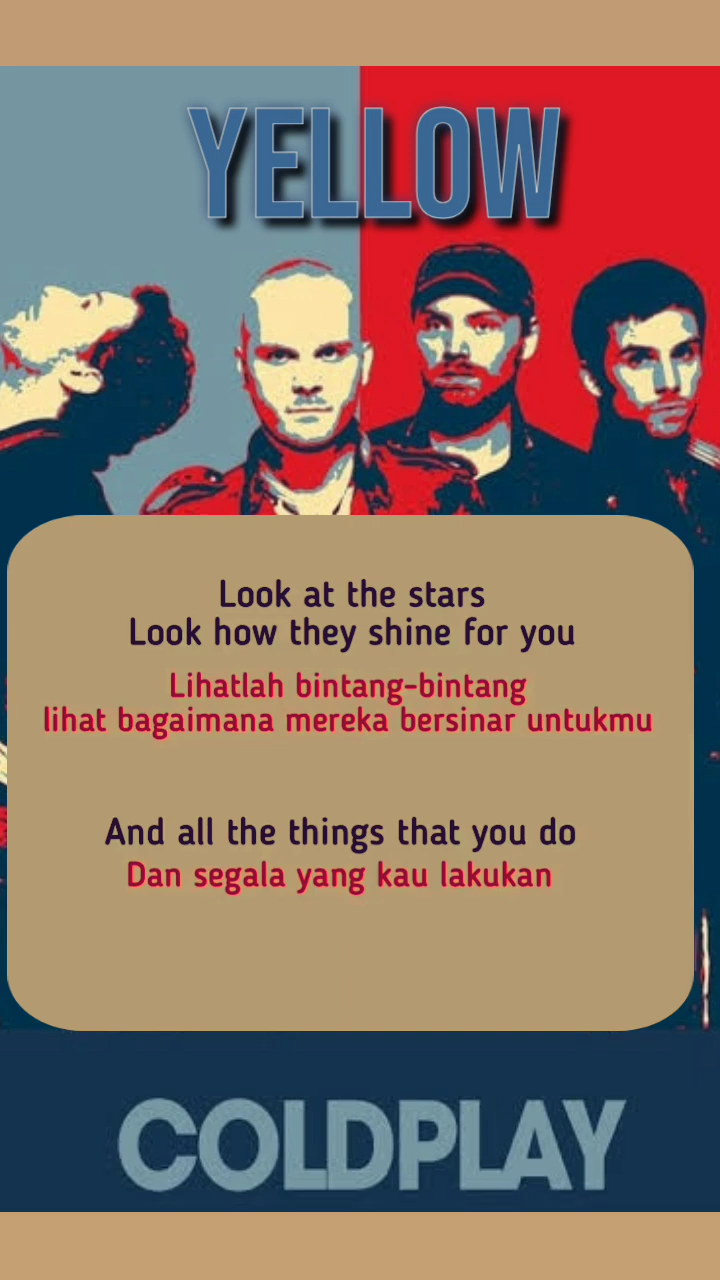 YELLOW
Look at the stars
Look how they shine for you
Lihatlah bintang-bintang
lihat bagaimana mereka bersinar untukmu
And all the things that you do
Dan segala yang kau lakukan
COLDPLAY